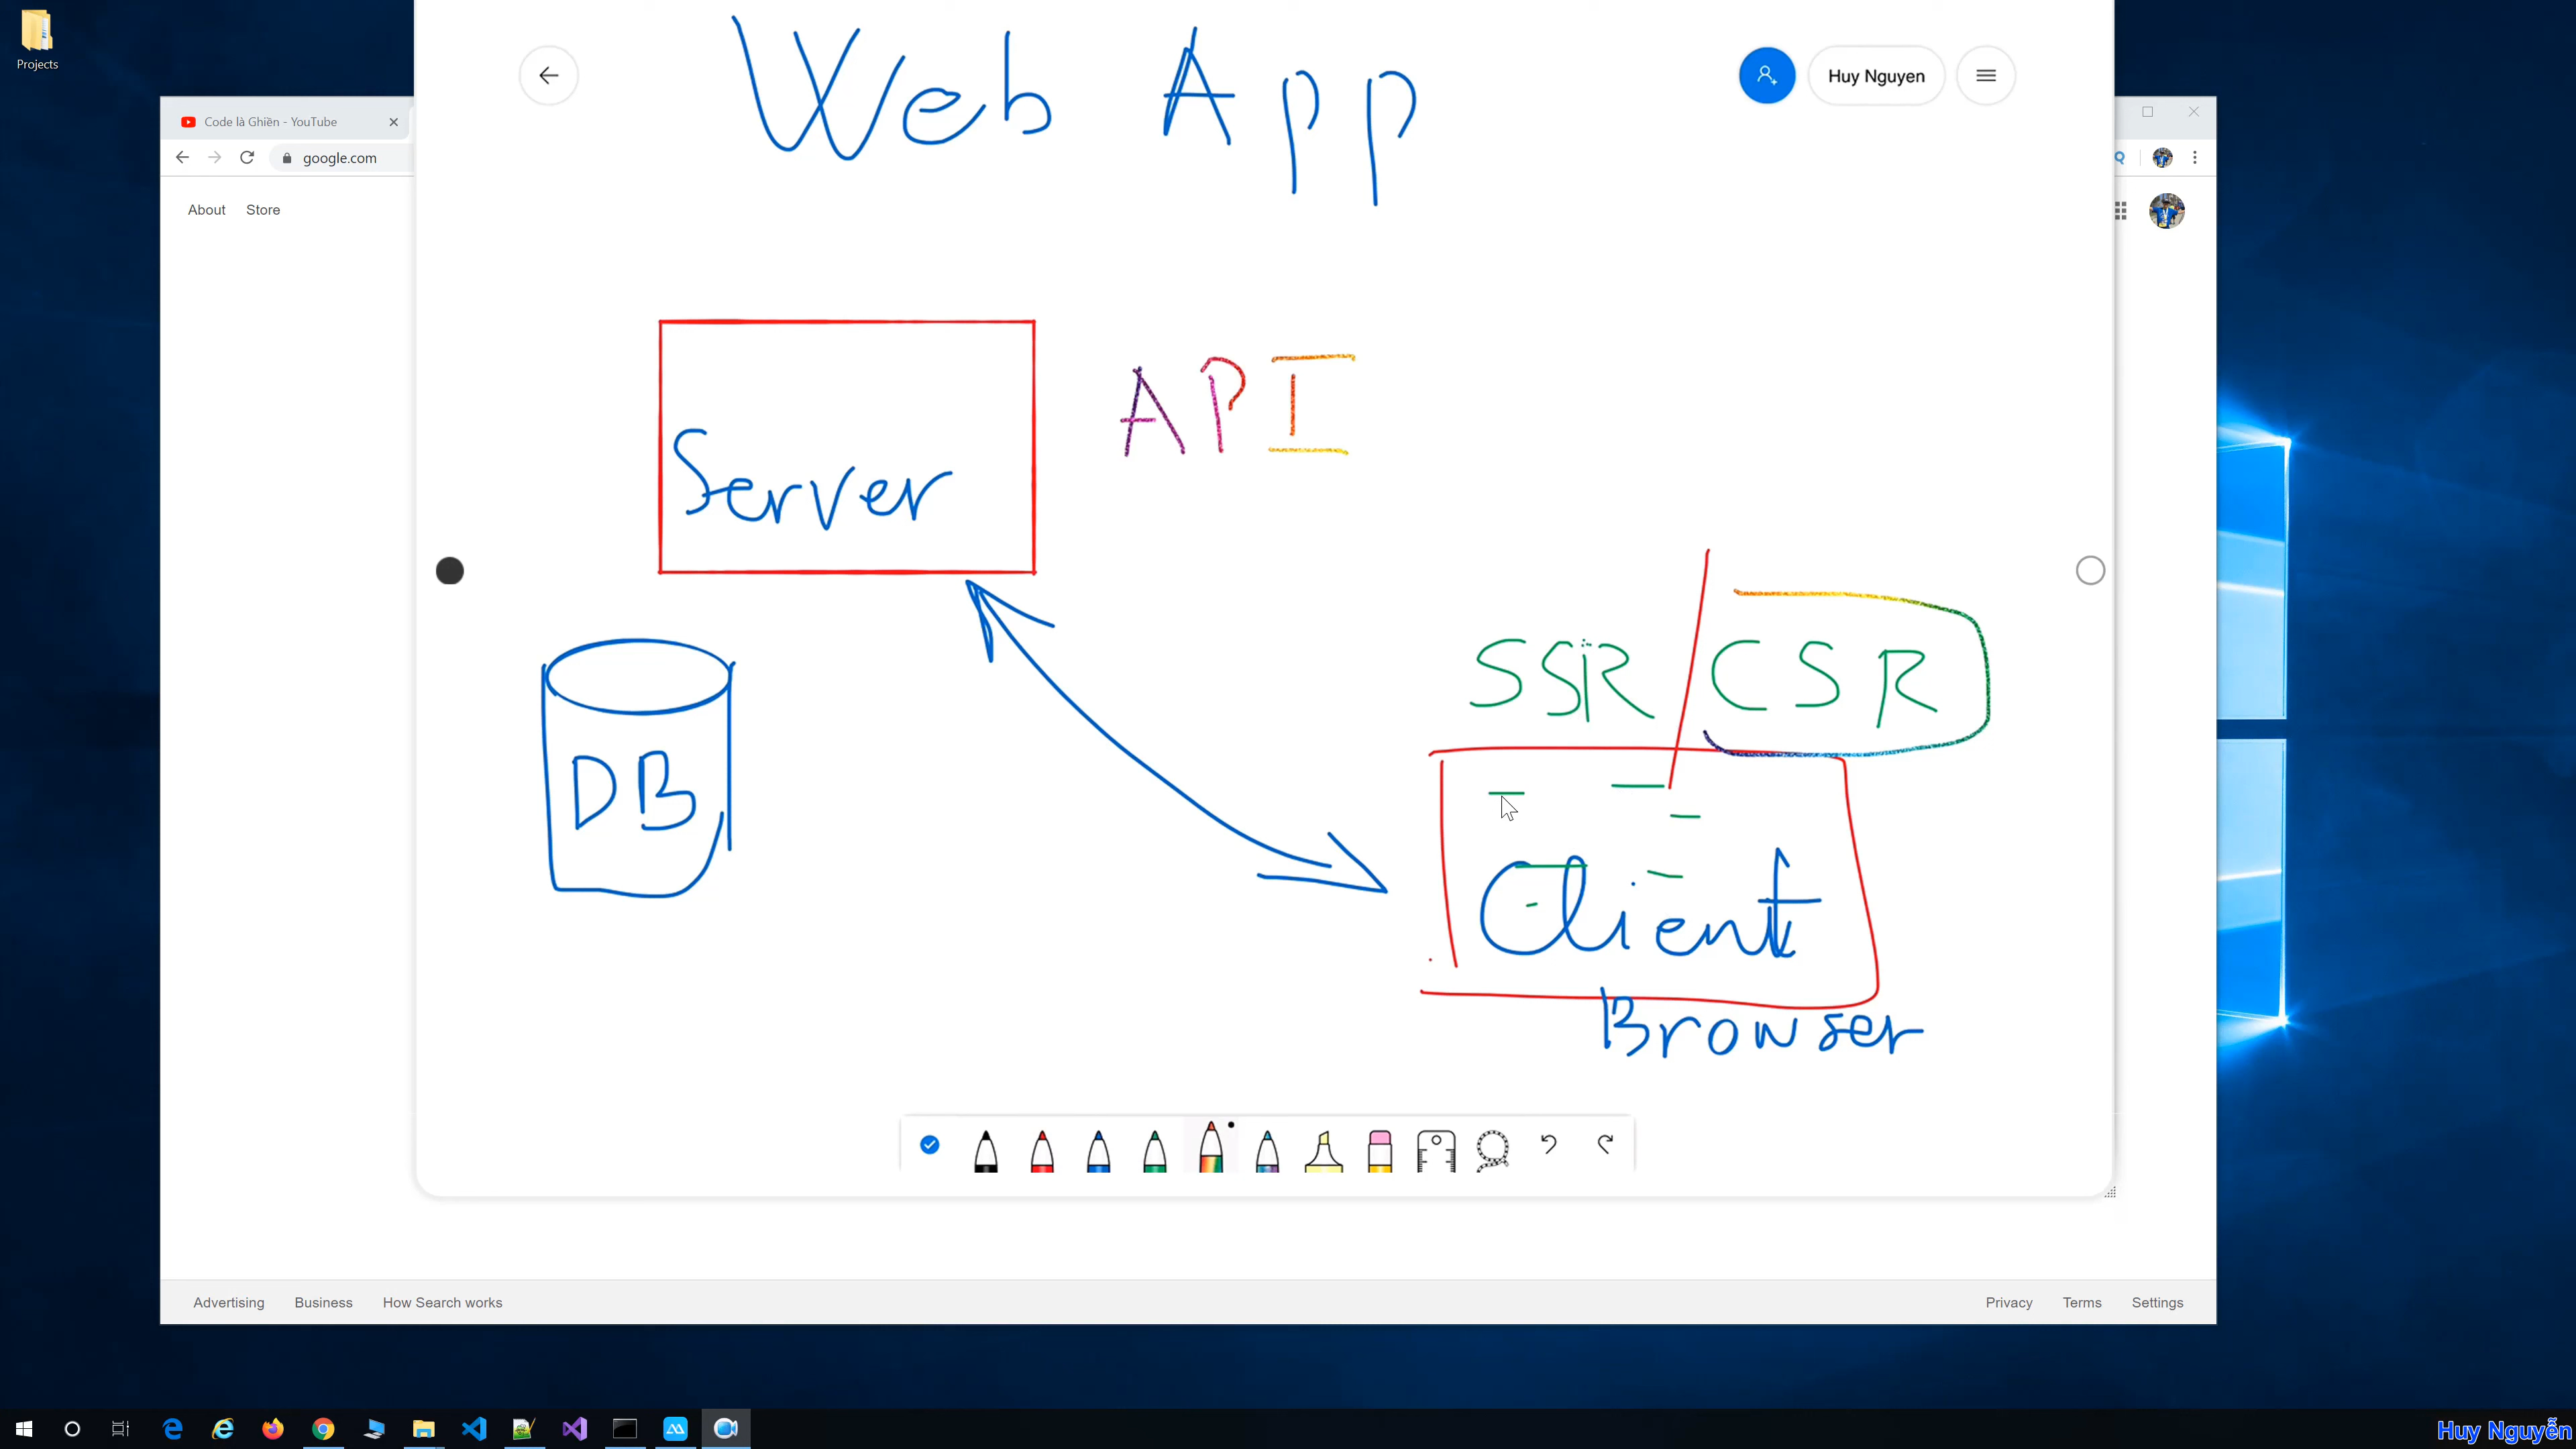 Projects
Web App
Huy Nguyen
Code là Ghiền - YouTube
google.com
About Store
API
Server
SSR CSR
DB
Client
Browser
Advertising Business How Search works
Privacy Terms Settings
Huy Nguyễn